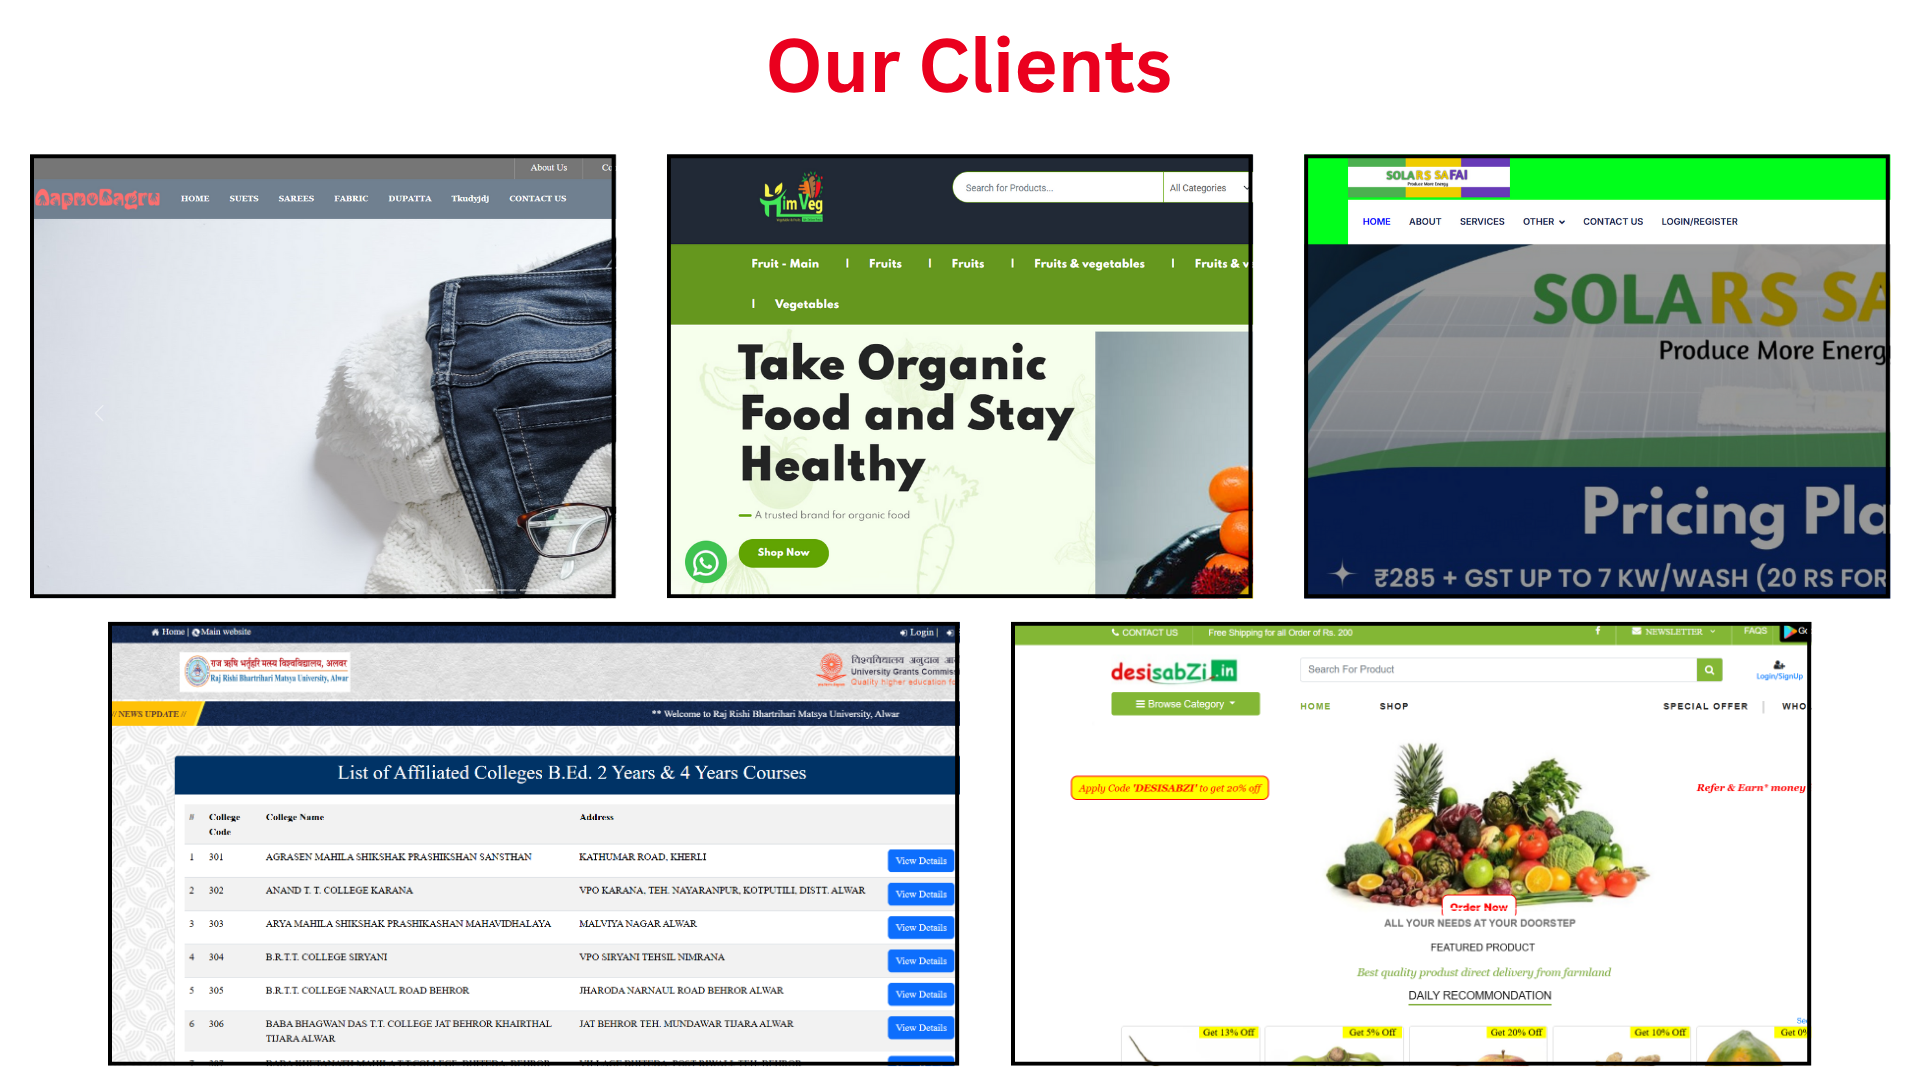 Our Clients
About Us
AapnoBagru
HOME SUETS SAREES FABRIC DUPATTA Tkudyjdj CONTACT US
Him Veg
Search for Products...
All Categories
Fruit - Main | Fruits | Fruits | Fruits & vegetables | Fruits & v
| Vegetables
Take Organic
Food and Stay
Healthy
A trusted brand for organic food
Shop Now
SOLARS SAFAI
Produce More Energy
HOME ABOUT SERVICES OTHER CONTACT US LOGIN/REGISTER
SOLARS SA
Produce More Energ
Pricing Pla
₹285 + GST UP TO 7 KW/WASH (20 RS FOR
Home | Main website
Login |
राज ऋषि भर्तृहरि मत्स्य विश्वविद्यालय, अलवर
Raj Rishi Bhartrihari Matsya University, Alwar
विश्वविद्यालय अनुदान आ
University Grants Commis
Quality higher education fo
// NEWS UPDATE //
** Welcome to Raj Rishi Bhartrihari Matsya University, Alwar
List of Affiliated Colleges B.Ed. 2 Years & 4 Years Courses
# College Code College Name Address
1 301 AGRASEN MAHILA SHIKSHAK PRASHIKSHAN SANSTHAN KATHUMAR ROAD, KHERLI View Details
2 302 ANAND T. T. COLLEGE KARANA VPO KARANA, TEH. NAYARANPUR, KOTPUTILI, DISTT. ALWAR View Details
3 303 ARYA MAHILA SHIKSHAK PRASHIKASHAN MAHAVIDHALAYA MALVIYA NAGAR ALWAR View Details
4 304 B.R.T.T. COLLEGE SIRYANI VPO SIRYANI TEHSIL NIMRANA View Details
5 305 B.R.T.T. COLLEGE NARNAUL ROAD BEHROR JHARODA NARNAUL ROAD BEHROR ALWAR View Details
6 306 BABA BHAGWAN DAS T.T. COLLEGE JAT BEHROR KHAIRTHAL JAT BEHROR TEH. MUNDAWAR TIJARA ALWAR View Details
TIJARA ALWAR
CONTACT US
Free Shipping for all Order of Rs. 200
NEWSLETTER
FAQS
desisabZi.in
Search For Product
Login/SignUp
Browse Category
HOME SHOP
SPECIAL OFFER | WHO
Apply Code 'DESISABZI' to get 20% off
Refer & Earn* money
Order Now
ALL YOUR NEEDS AT YOUR DOORSTEP
FEATURED PRODUCT
Best quality produst direct delivery from farmland
DAILY RECOMMONDATION
Get 13% Off
Get 5% Off
Get 20% Off
Get 10% Off
Get 0%